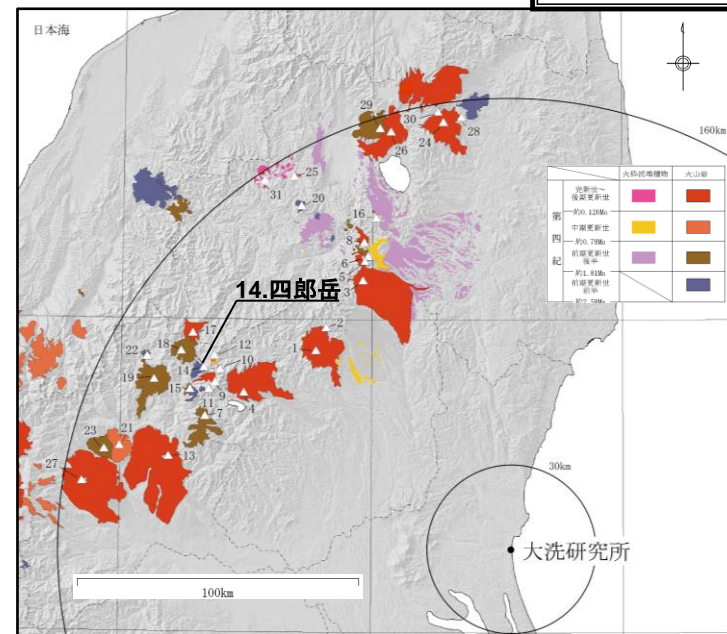 日本海
160km
29
30
24
28
26
25
31
20
16
8
6
5
3
火砕流堆積物
火山岩
第四紀
完新世~
後期更新世
約0.126Ma
中期更新世
約0.78Ma
前期更新世
後半
約1.81Ma
前期更新世
前半
約2.58Ma
14.四郎岳
17
2
18
12
1
22
14
10
19
15
9
4
11
7
23
21
13
27
30km
大洗研究所
100km